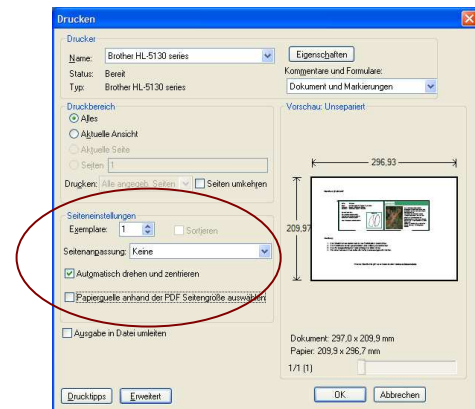 Drucken
Drucker
Name: Brother HL-5130 series
Eigenschaften
Status: Bereit
Kommentare und Formulare:
Typ: Brother HL-5130 series
Dokument und Markierungen
Druckbereich
Alles
Aktuelle Ansicht
Aktuelle Seite
Seiten 1
Drucken: Alle angegeb. Seiten
Seiten umkehren
Seiteneinstellungen
Exemplare: 1
Sortieren
Seitenanpassung: Keine
Automatisch drehen und zentrieren
Papierquelle anhand der PDF Seitengröße auswählen
Ausgabe in Datei umleiten
Drucktipps
Erweitert
Vorschau: Unsepariert
296,93
209,97
Dokument: 297,0 x 209,9 mm
Papier: 209,9 x 296,7 mm
1/1 (1)
OK
Abbrechen